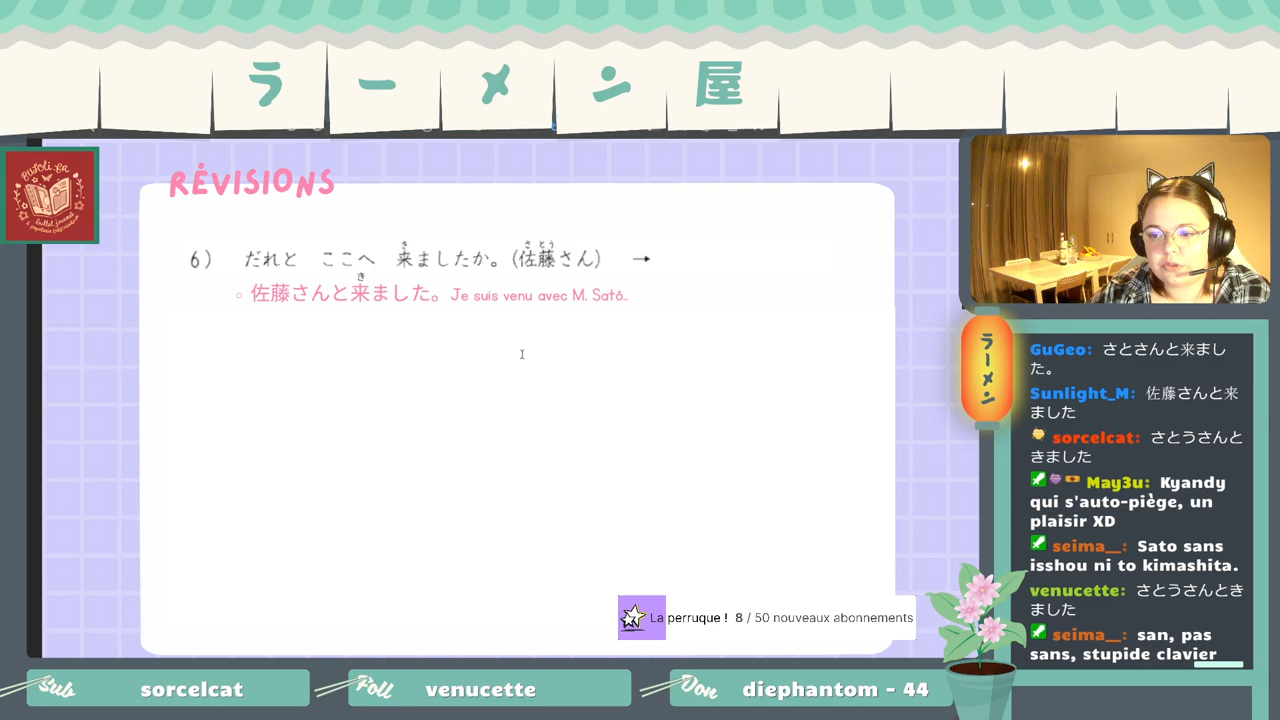 ラーメン屋
RÉVISIONS
6） だれと ここへ 来ましたか。(佐藤さん) →
き
さ とう
き
佐藤さんと来ました。Je suis venu avec M. Satô..
ラーメン
GuGeo: さとさんと来まし
た。
Sunlight_M: 佐藤さんと来
ました
sorcelcat: さとうさんと
きました
May3u: Kyandy
qui s'auto-piège, un
plaisir XD
seima__: Sato sans
isshou ni to kimashita.
venucette: さとうさんとき
ました
seima__: san, pas
sans, stupide clavier
La perruque ! 8 / 50 nouveaux abonnements
Sub sorcelcat
Foll venucette
Don diephantom - 44